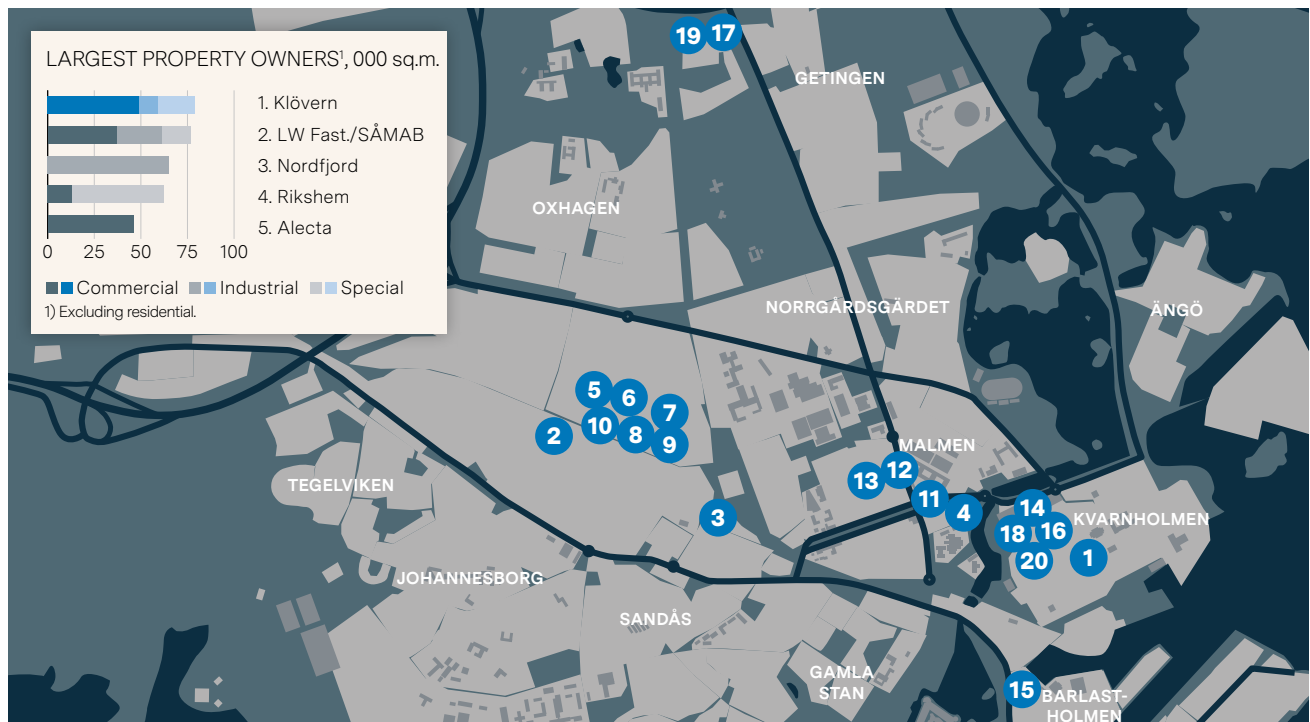 LARGEST PROPERTY OWNERS¹, 000 sq.m.
1. Klövern
2. LW Fast./SÅMAB
3. Nordfjord
4. Rikshem
5. Alecta
0 25 50 75 100
Commercial Industrial Special
1) Excluding residential.
19 17
GETINGEN
OXHAGEN
NORRGÅRDSGÄRDET
ÄNGÖ
5
6
7
10
8
2
9
MALMEN
12
13
TEGELVIKEN
11
4
14
3
KVARNHOLMEN
18
16
20
1
JOHANNESBORG
SANDÅS
GAMLA
STAN
15
BARLAST-
HOLMEN